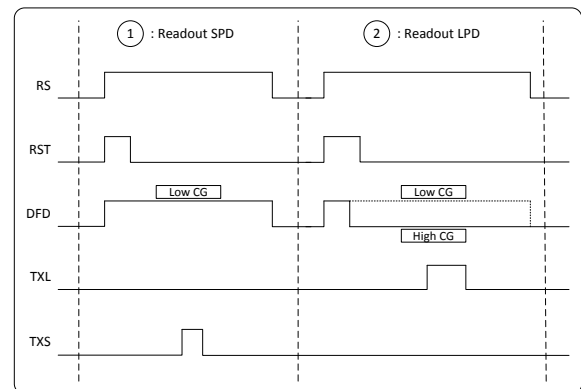 1 : Readout SPD
2 : Readout LPD
RS
RST
Low CG
Low CG
DFD
High CG
TXL
TXS